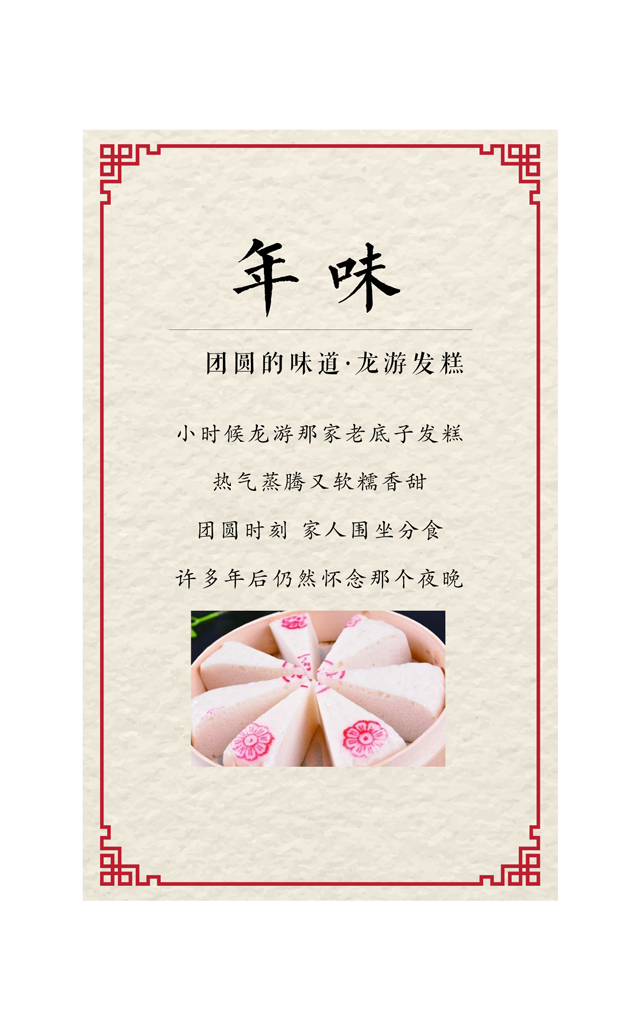 年味
团圆的味道·龙游发糕
小时候龙游那家老底子发糕
热气蒸腾又软糯香甜
团圆时刻 家人围坐分食
许多年后仍然怀念那个夜晚